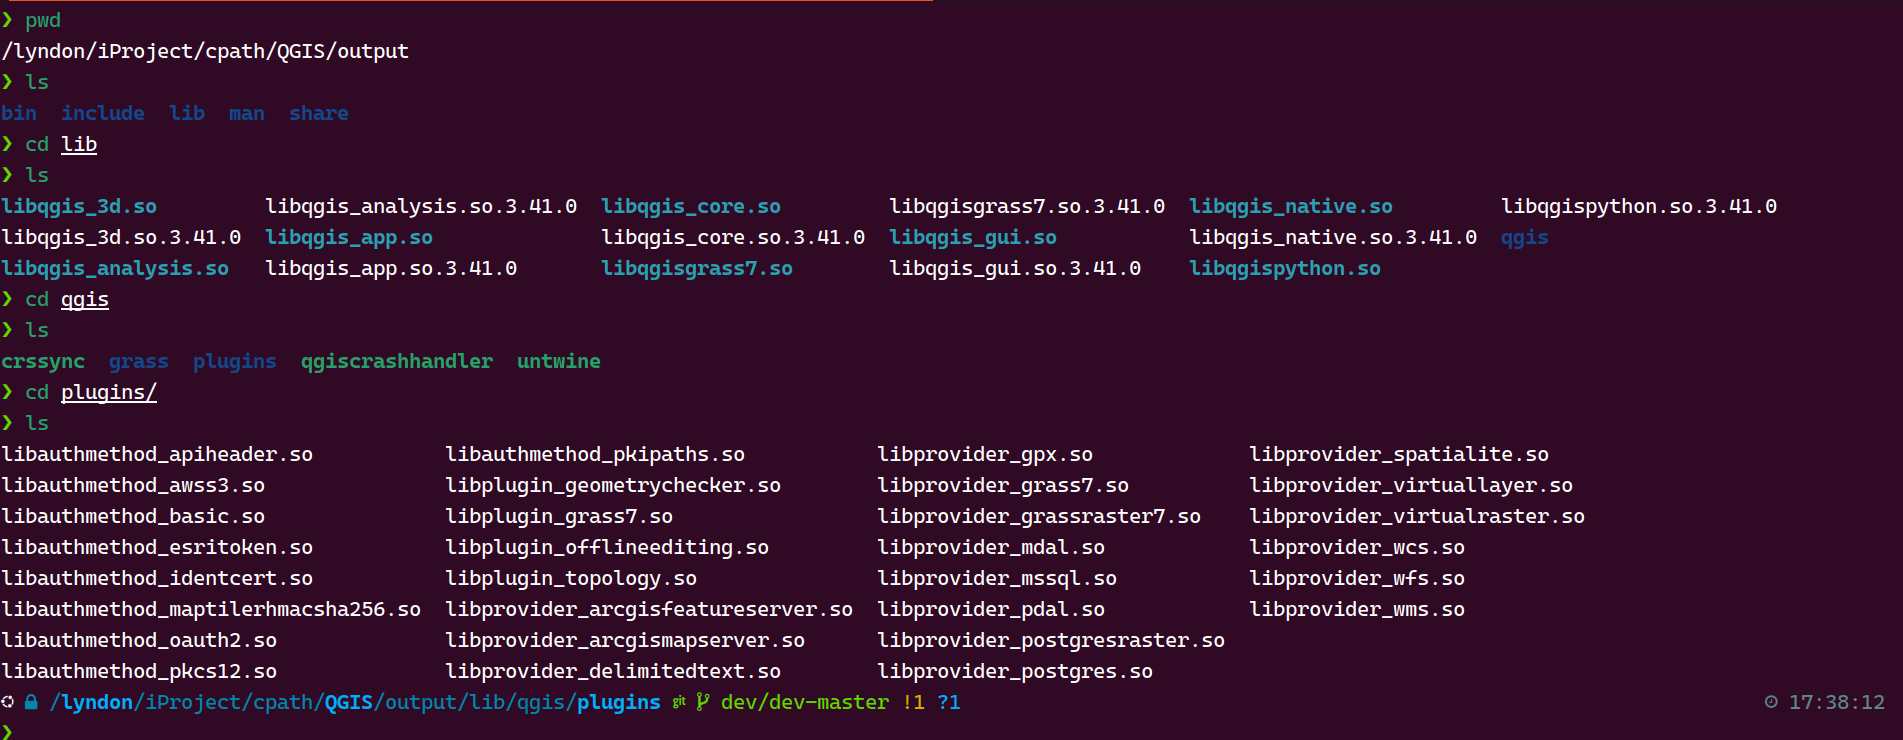 ❯ pwd
/lyndon/iProject/cpath/QGIS/output
❯ ls
bin  include  lib  man  share
❯ cd lib
❯ ls
libqgis_3d.so  libqgis_analysis.so.3.41.0  libqgis_core.so  libqgisgrass7.so.3.41.0  libqgis_native.so  libqgispython.so.3.41.0
libqgis_3d.so.3.41.0  libqgis_app.so  libqgis_core.so.3.41.0  libqgis_gui.so  libqgis_native.so.3.41.0  qgis
libqgis_analysis.so  libqgis_app.so.3.41.0  libqgisgrass7.so  libqgis_gui.so.3.41.0  libqgispython.so
❯ cd qgis
❯ ls
crssync  grass  plugins  qgiscrashhandler  untwine
❯ cd plugins/
❯ ls
libauthmethod_apiheader.so  libauthmethod_pkipaths.so  libprovider_gpx.so  libprovider_spatialite.so
libauthmethod_awss3.so  libplugin_geometrychecker.so  libprovider_grass7.so  libprovider_virtuallayer.so
libauthmethod_basic.so  libplugin_grass7.so  libprovider_grassraster7.so  libprovider_virtualraster.so
libauthmethod_esritoken.so  libplugin_offlineediting.so  libprovider_mdal.so  libprovider_wcs.so
libauthmethod_identcert.so  libplugin_topology.so  libprovider_mssql.so  libprovider_wfs.so
libauthmethod_maptilerhmacsha256.so  libprovider_arcgisfeatureserver.so  libprovider_pdal.so  libprovider_wms.so
libauthmethod_oauth2.so  libprovider_arcgismapserver.so  libprovider_postgresraster.so
libauthmethod_pkcs12.so  libprovider_delimitedtext.so  libprovider_postgres.so
/lyndon/iProject/cpath/QGIS/output/lib/qgis/plugins git dev/dev-master !1 ?1  17:38:12
❯